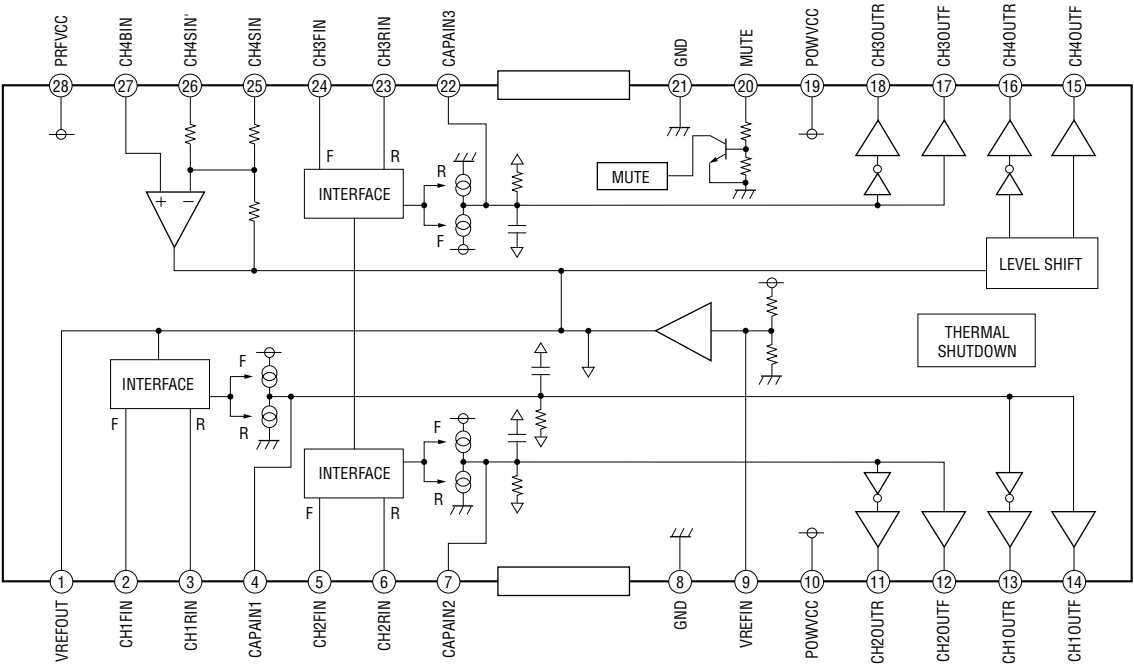 PRFVCC
CH4BIN
CH4SIN'
CH4SIN
CH3FIN
CH3RIN
CAPAIN3
GND
MUTE
POWVCC
CH3OUTR
CH3OUTF
CH4OUTR
CH4OUTF
28 27 26 25 24 23 22 21 20 19 18 17 16 15
F R
INTERFACE
R
F
MUTE
+ −
LEVEL SHIFT
THERMAL
SHUTDOWN
INTERFACE
F
R
F R
INTERFACE
F
R
F R
1 2 3 4 5 6 7 8 9 10 11 12 13 14
VREFOUT
CH1FIN
CH1RIN
CAPAIN1
CH2FIN
CH2RIN
CAPAIN2
GND
VREFIN
POWVCC
CH2OUTR
CH2OUTF
CH1OUTR
CH1OUTF